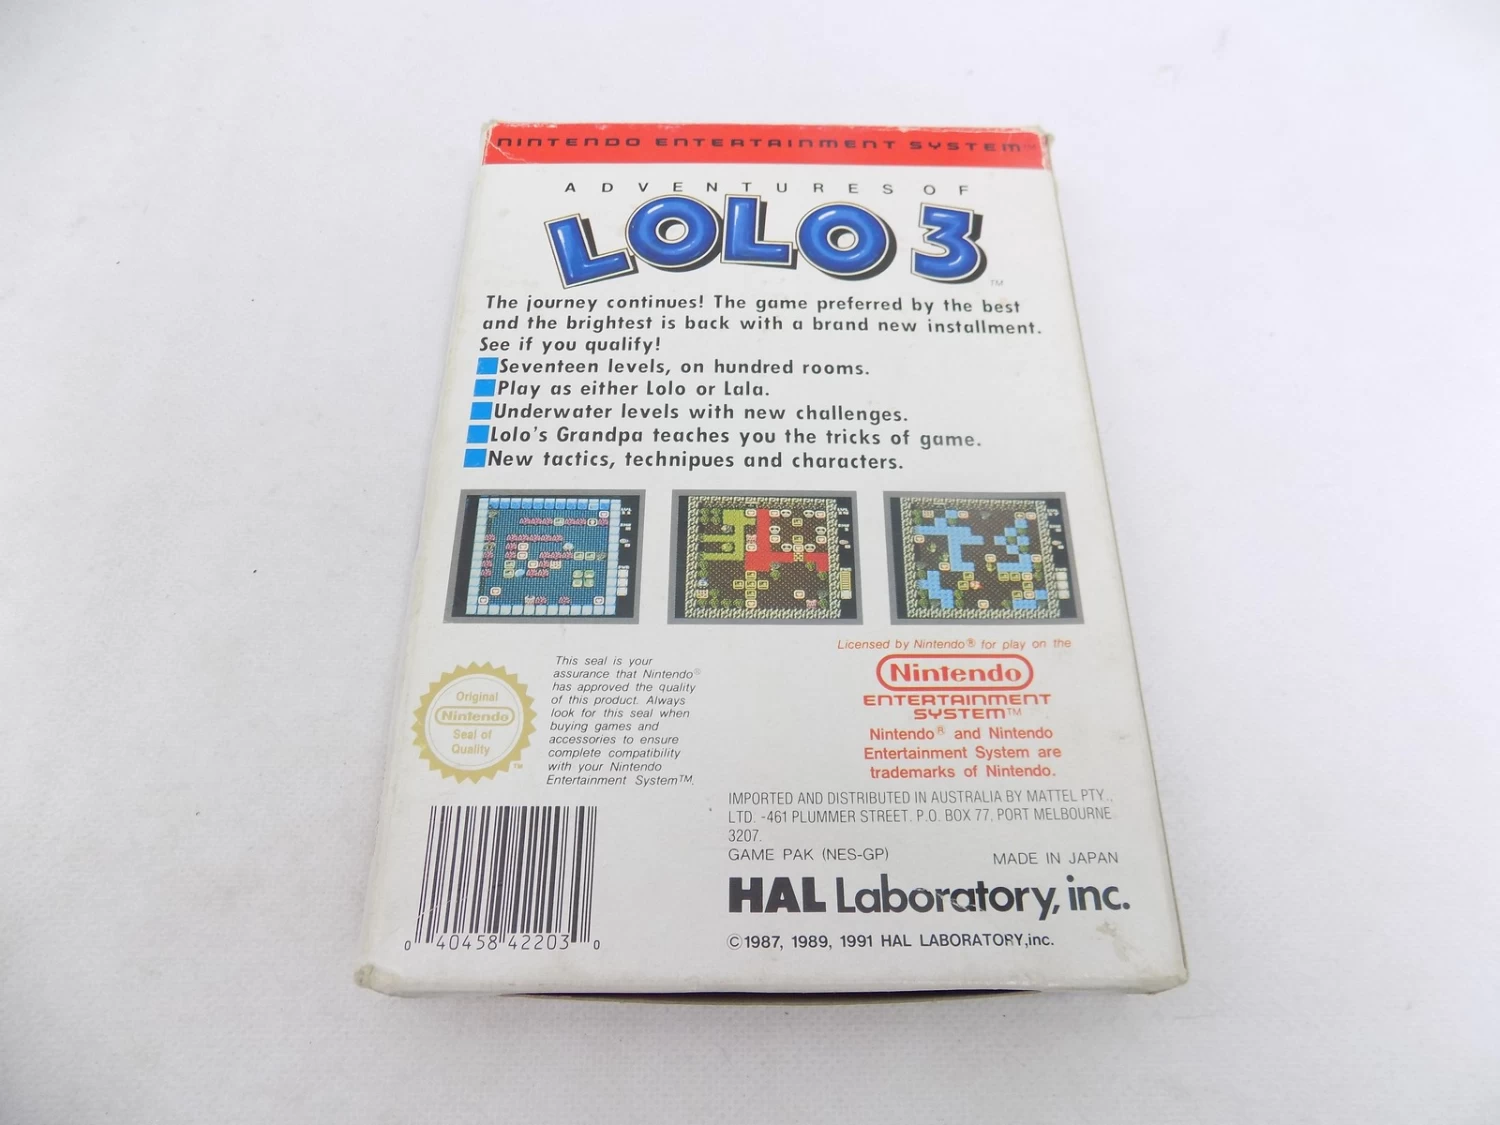 NINTENDO ENTERTAINMENT SYSTEM™
ADVENTURES OF
LOLO 3
™
The journey continues! The game preferred by the best
and the brightest is back with a brand new installment.
See if you qualify!
Seventeen levels, on hundred rooms.
Play as either Lolo or Lala.
Underwater levels with new challenges.
Lolo's Grandpa teaches you the tricks of game.
New tactics, technipues and characters.
Original
Nintendo
Seal of
Quality
™
This seal is your
assurance that Nintendo®
has approved the quality
of this product. Always
look for this seal when
buying games and
accessories to ensure
complete compatibility
with your Nintendo
Entertainment System™.
Licensed by Nintendo® for play on the
Nintendo
ENTERTAINMENT
SYSTEM™
Nintendo® and Nintendo
Entertainment System are
trademarks of Nintendo.
IMPORTED AND DISTRIBUTED IN AUSTRALIA BY MATTEL PTY.,
LTD. -461 PLUMMER STREET. P.O. BOX 77, PORT MELBOURNE
3207.
GAME PAK (NES-GP) MADE IN JAPAN
HAL Laboratory, inc.
©1987, 1989, 1991 HAL LABORATORY,inc.
0 40458 42203 0